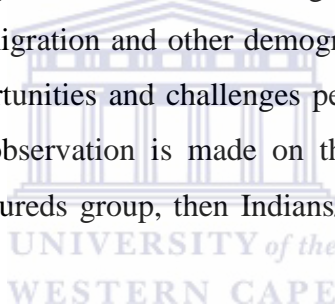 igration and other demogr
rtunities and challenges pe
bservation is made on th
ureds group, then Indians
UNIVERSITY of the
WESTERN CAPE